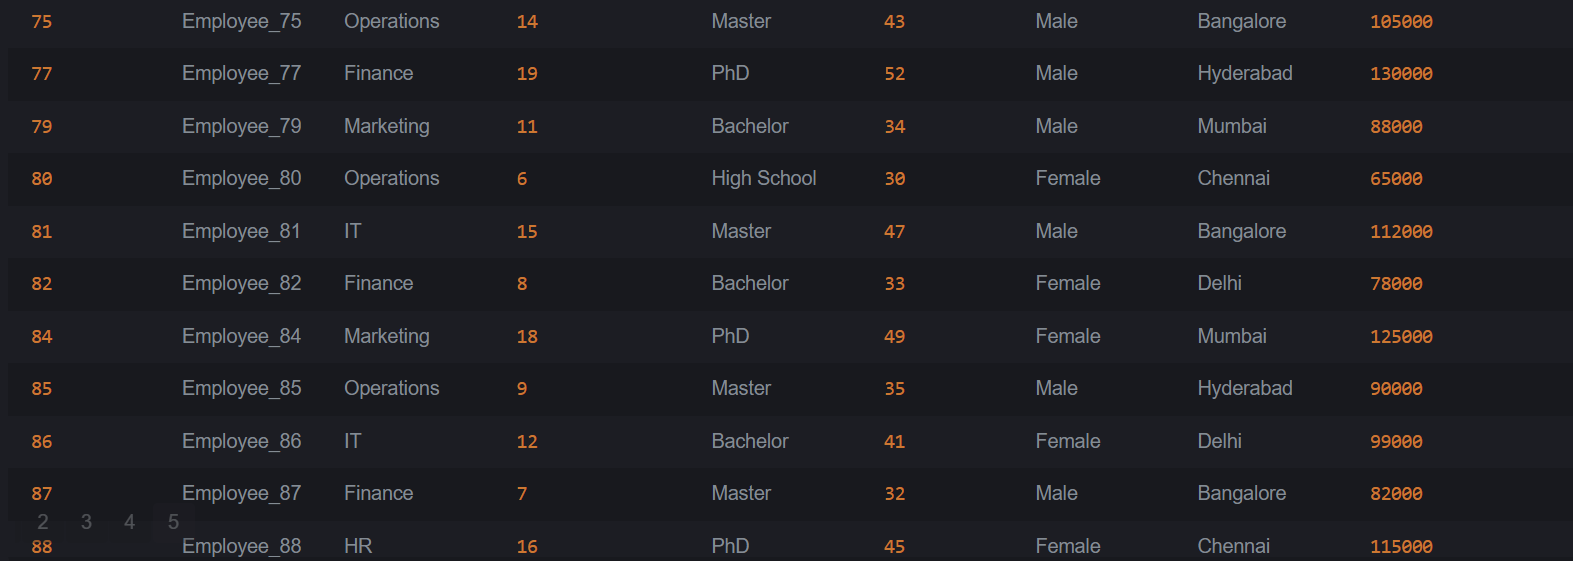 75 Employee_75 Operations 14 Master 43 Male Bangalore 105000
77 Employee_77 Finance 19 PhD 52 Male Hyderabad 130000
79 Employee_79 Marketing 11 Bachelor 34 Male Mumbai 88000
80 Employee_80 Operations 6 High School 30 Female Chennai 65000
81 Employee_81 IT 15 Master 47 Male Bangalore 112000
82 Employee_82 Finance 8 Bachelor 33 Female Delhi 78000
84 Employee_84 Marketing 18 PhD 49 Female Mumbai 125000
85 Employee_85 Operations 9 Master 35 Male Hyderabad 90000
86 Employee_86 IT 12 Bachelor 41 Female Delhi 99000
87 Employee_87 Finance 7 Master 32 Male Bangalore 82000
2 3 4 5
88 Employee_88 HR 16 PhD 45 Female Chennai 115000